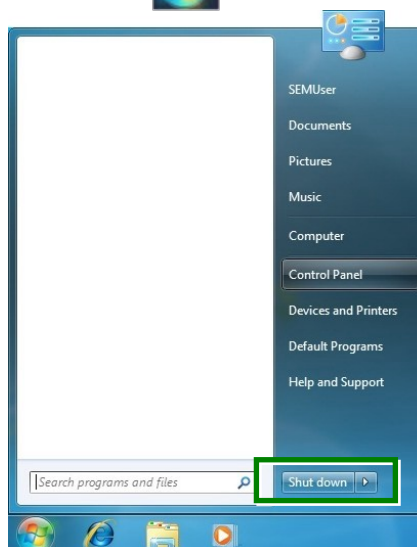 SEMUser
Documents
Pictures
Music
Computer
Control Panel
Devices and Printers
Default Programs
Help and Support
Search programs and files
Shut down